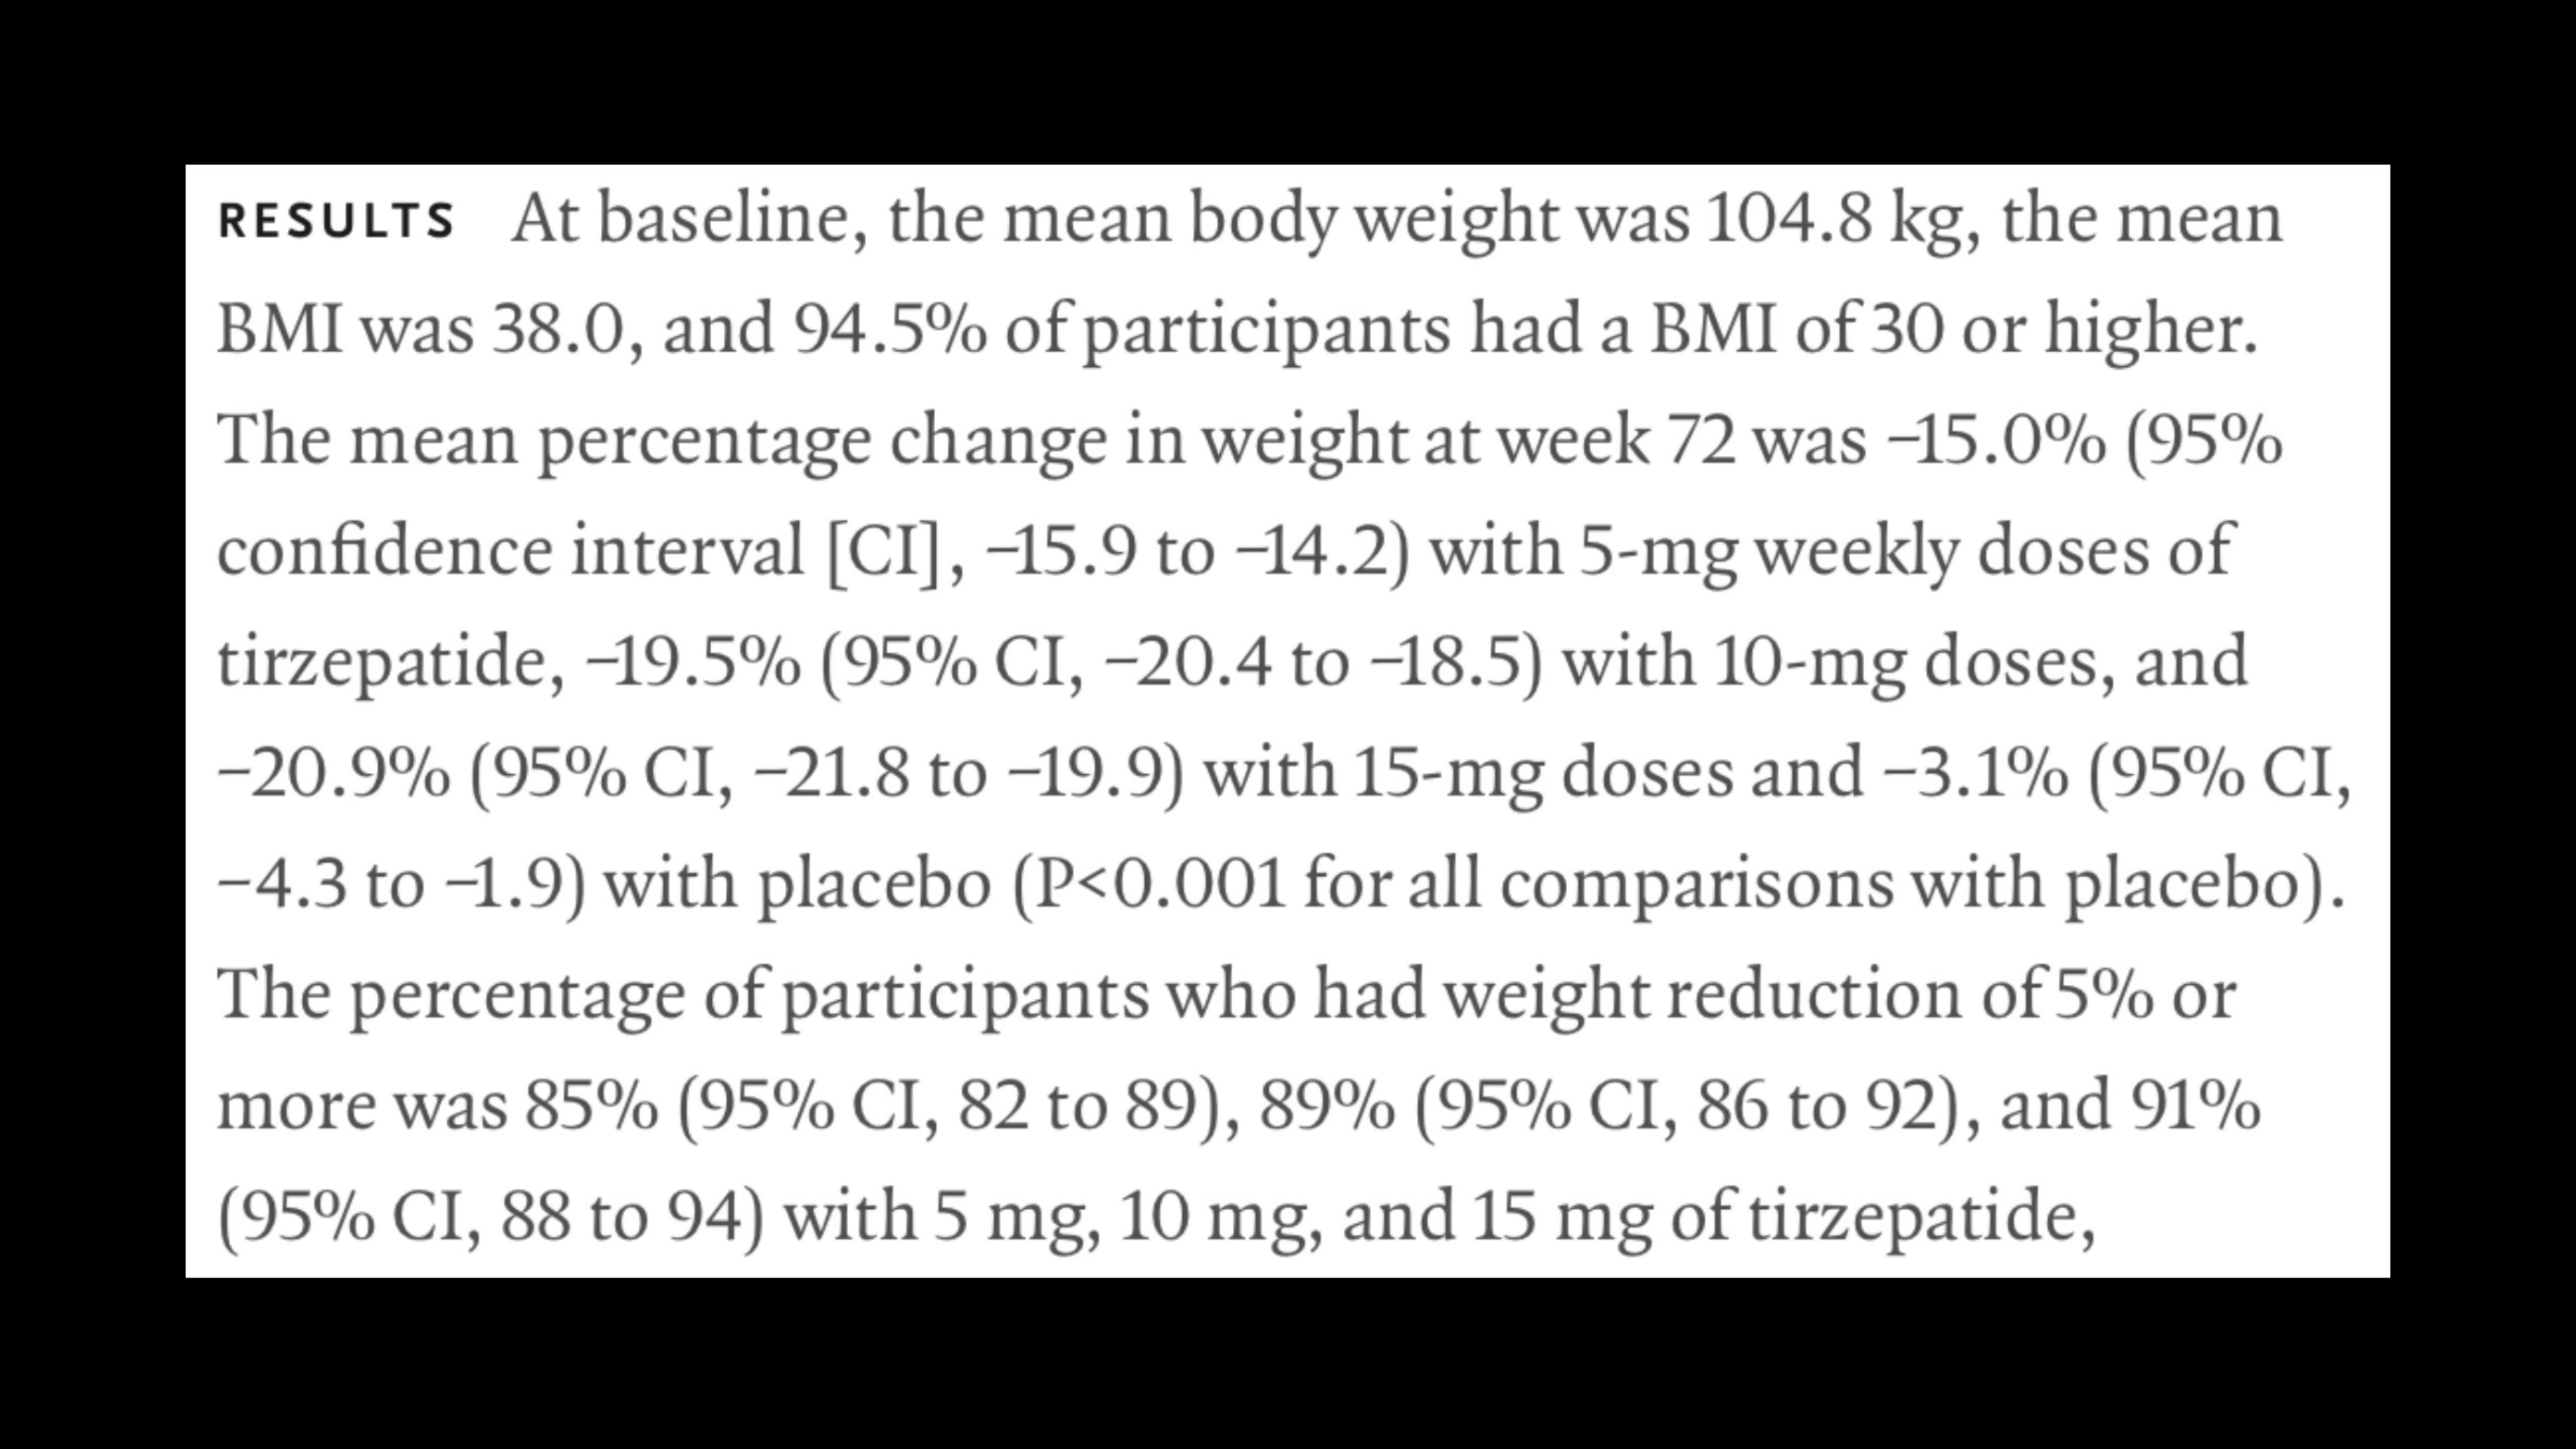 RESULTS At baseline, the mean body weight was 104.8 kg, the mean
BMI was 38.0, and 94.5% of participants had a BMI of 30 or higher.
The mean percentage change in weight at week 72 was −15.0% (95%
confidence interval [CI], −15.9 to −14.2) with 5-mg weekly doses of
tirzepatide, −19.5% (95% CI, −20.4 to −18.5) with 10-mg doses, and
−20.9% (95% CI, −21.8 to −19.9) with 15-mg doses and −3.1% (95% CI,
−4.3 to −1.9) with placebo (P<0.001 for all comparisons with placebo).
The percentage of participants who had weight reduction of 5% or
more was 85% (95% CI, 82 to 89), 89% (95% CI, 86 to 92), and 91%
(95% CI, 88 to 94) with 5 mg, 10 mg, and 15 mg of tirzepatide,